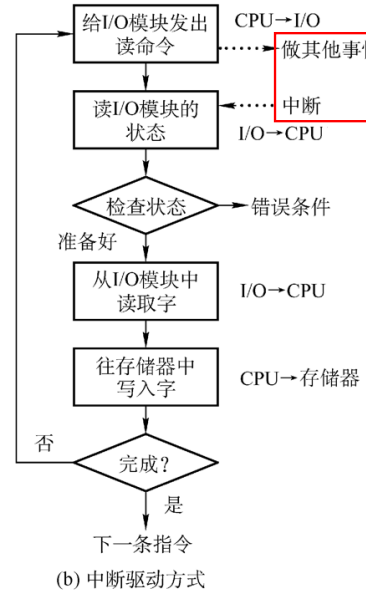 给I/O模块发出
读命令
CPU→I/O
做其他事
读I/O模块的
状态
中断
I/O→CPU
检查状态
错误条件
准备好
从I/O模块中
读取字
I/O→CPU
往存储器中
写入字
CPU→存储器
否
完成?
是
下一条指令
(b) 中断驱动方式